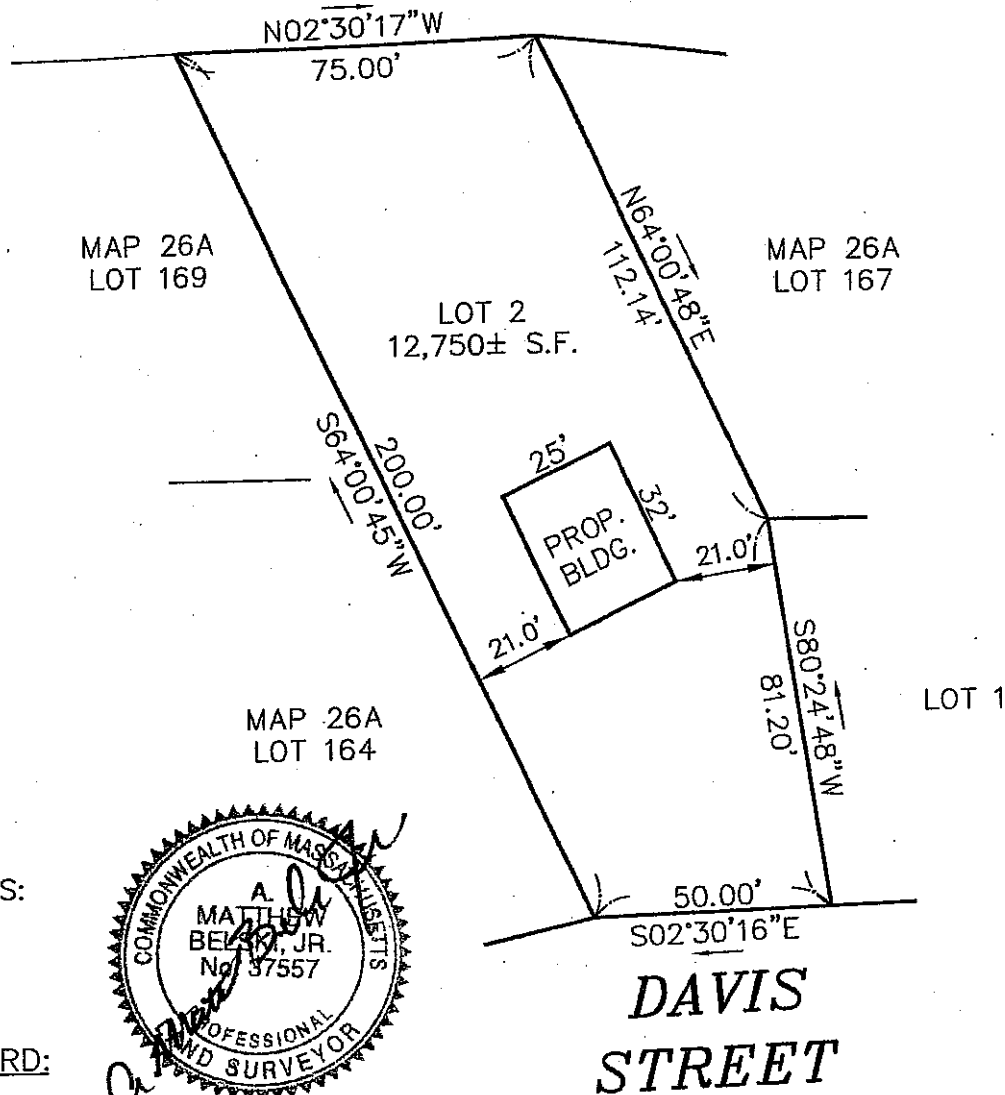 N02°30'17"W
75.00'
MAP 26A
LOT 169
N64°00'48"E
112.14'
MAP 26A
LOT 167
LOT 2
12,750± S.F.
S64°00'45"W
200.00'
25'
32'
PROP.
BLDG.
21.0'
21.0'
S80°24'48"W
81.20'
LOT 1
MAP 26A
LOT 164
S:
COMMONWEALTH OF MASSACHUSETTS
A.
MATTHEW
BELSKI, JR.
No. 37557
PROFESSIONAL
LAND SURVEYOR
50.00'
S02°30'16"E
DAVIS
STREET
RD: